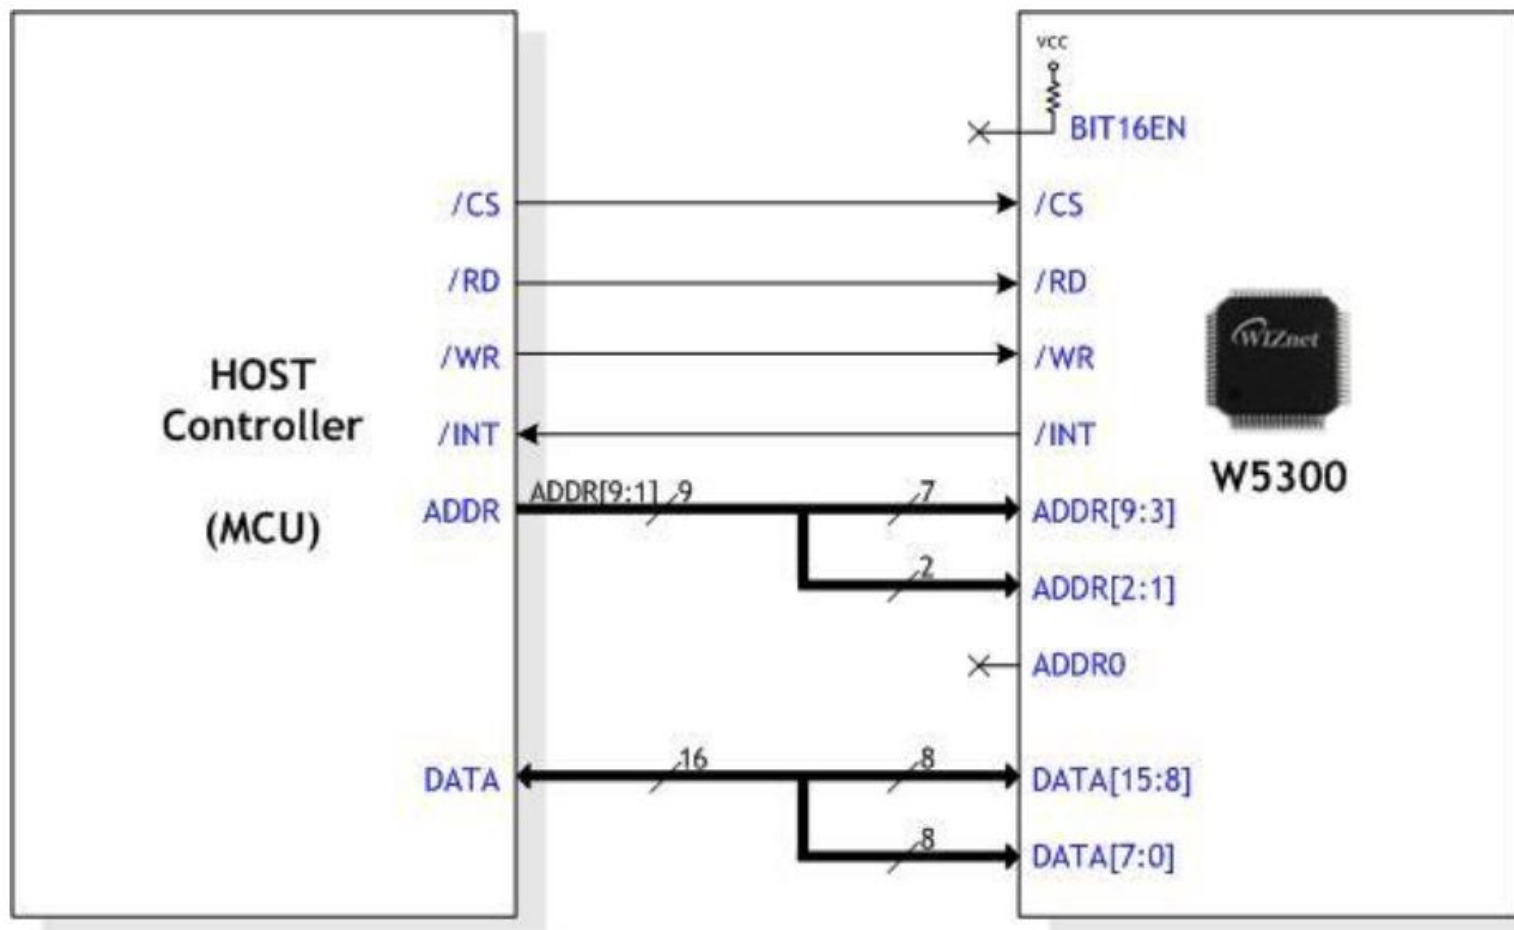 HOST
Controller
(MCU)
/CS
/RD
/WR
/INT
ADDR
DATA
ADDR[9:1]
9
7
2
16
8
8
vcc
BIT16EN
/CS
/RD
/WR
/INT
ADDR[9:3]
ADDR[2:1]
ADDR0
DATA[15:8]
DATA[7:0]
WIZnet
W5300